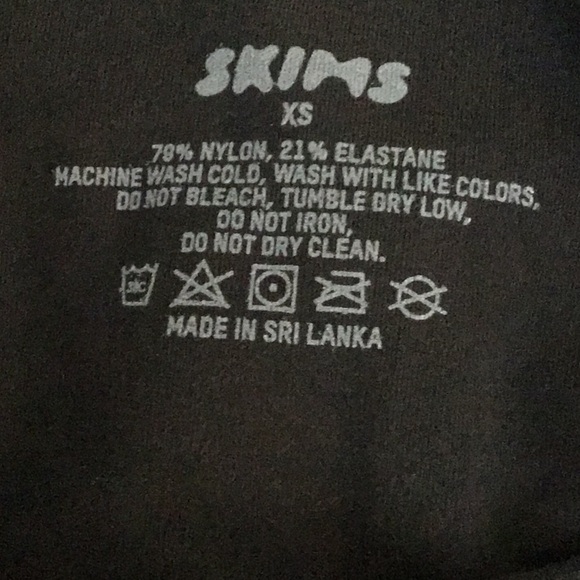 SKIMS
XS
79% NYLON, 21% ELASTANE
MACHINE WASH COLD, WASH WITH LIKE COLORS,
DO NOT BLEACH, TUMBLE DRY LOW,
DO NOT IRON,
DO NOT DRY CLEAN.
MADE IN SRI LANKA